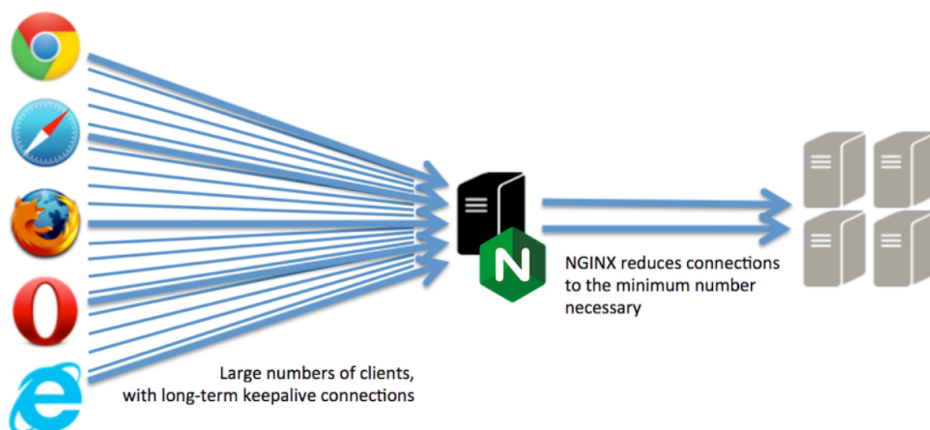 N
NGINX reduces connections
to the minimum number
necessary
Large numbers of clients,
with long-term keepalive connections